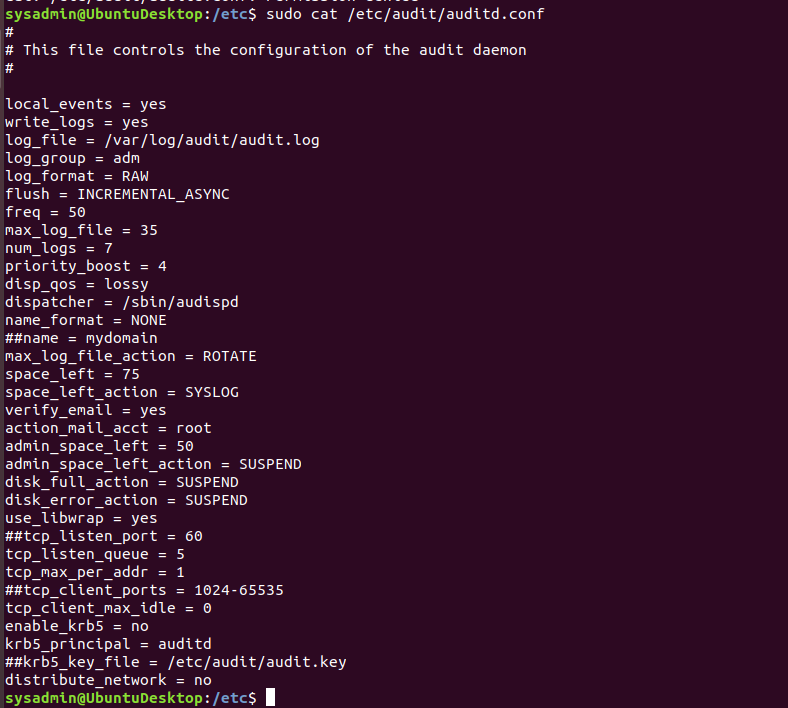 sysadmin@UbuntuDesktop:/etc$ sudo cat /etc/audit/auditd.conf
#
# This file controls the configuration of the audit daemon
#
local_events = yes
write_logs = yes
log_file = /var/log/audit/audit.log
log_group = adm
log_format = RAW
flush = INCREMENTAL_ASYNC
freq = 50
max_log_file = 35
num_logs = 7
priority_boost = 4
disp_qos = lossy
dispatcher = /sbin/audispd
name_format = NONE
##name = mydomain
max_log_file_action = ROTATE
space_left = 75
space_left_action = SYSLOG
verify_email = yes
action_mail_acct = root
admin_space_left = 50
admin_space_left_action = SUSPEND
disk_full_action = SUSPEND
disk_error_action = SUSPEND
use_libwrap = yes
##tcp_listen_port = 60
tcp_listen_queue = 5
tcp_max_per_addr = 1
##tcp_client_ports = 1024-65535
tcp_client_max_idle = 0
enable_krb5 = no
krb5_principal = auditd
##krb5_key_file = /etc/audit/audit.key
distribute_network = no
sysadmin@UbuntuDesktop:/etc$